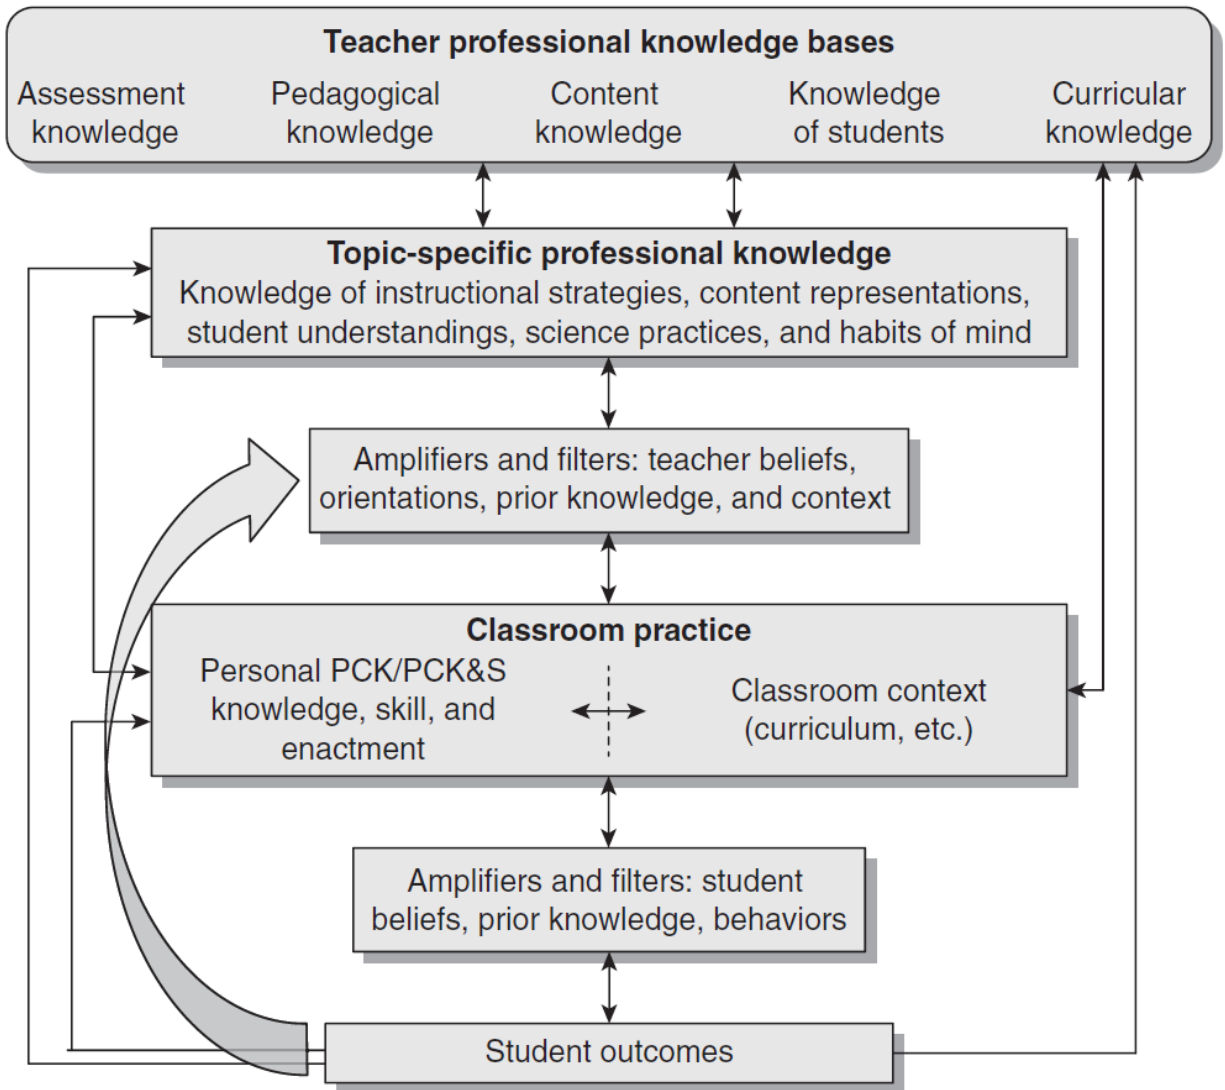 Teacher professional knowledge bases
Assessment knowledge
Pedagogical knowledge
Content knowledge
Knowledge of students
Curricular knowledge
Topic-specific professional knowledge
Knowledge of instructional strategies, content representations,
student understandings, science practices, and habits of mind
Amplifiers and filters: teacher beliefs,
orientations, prior knowledge, and context
Classroom practice
Personal PCK/PCK&S
knowledge, skill, and
enactment
Classroom context
(curriculum, etc.)
Amplifiers and filters: student
beliefs, prior knowledge, behaviors
Student outcomes